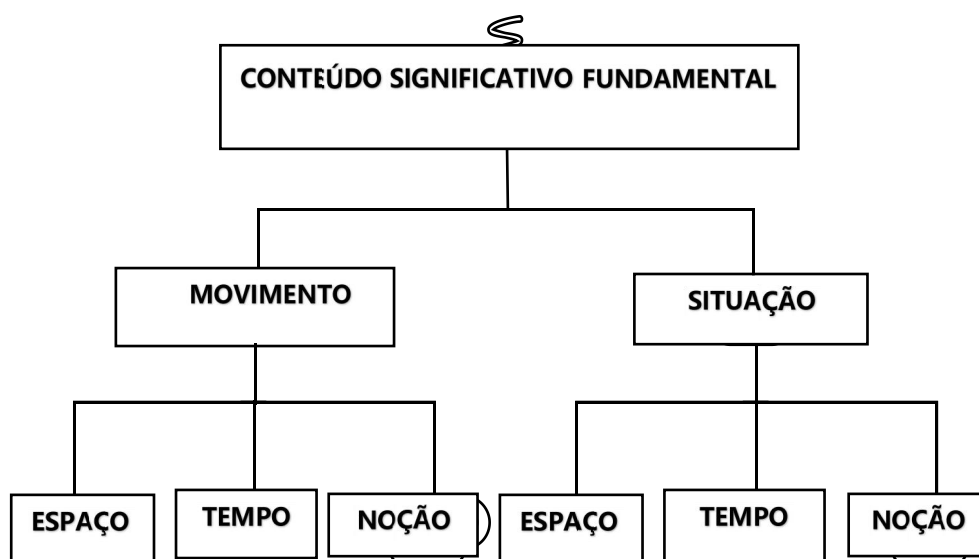 CONTEÚDO SIGNIFICATIVO FUNDAMENTAL
MOVIMENTO
SITUAÇÃO
ESPAÇO
TEMPO
NOÇÃO
ESPAÇO
TEMPO
NOÇÃO